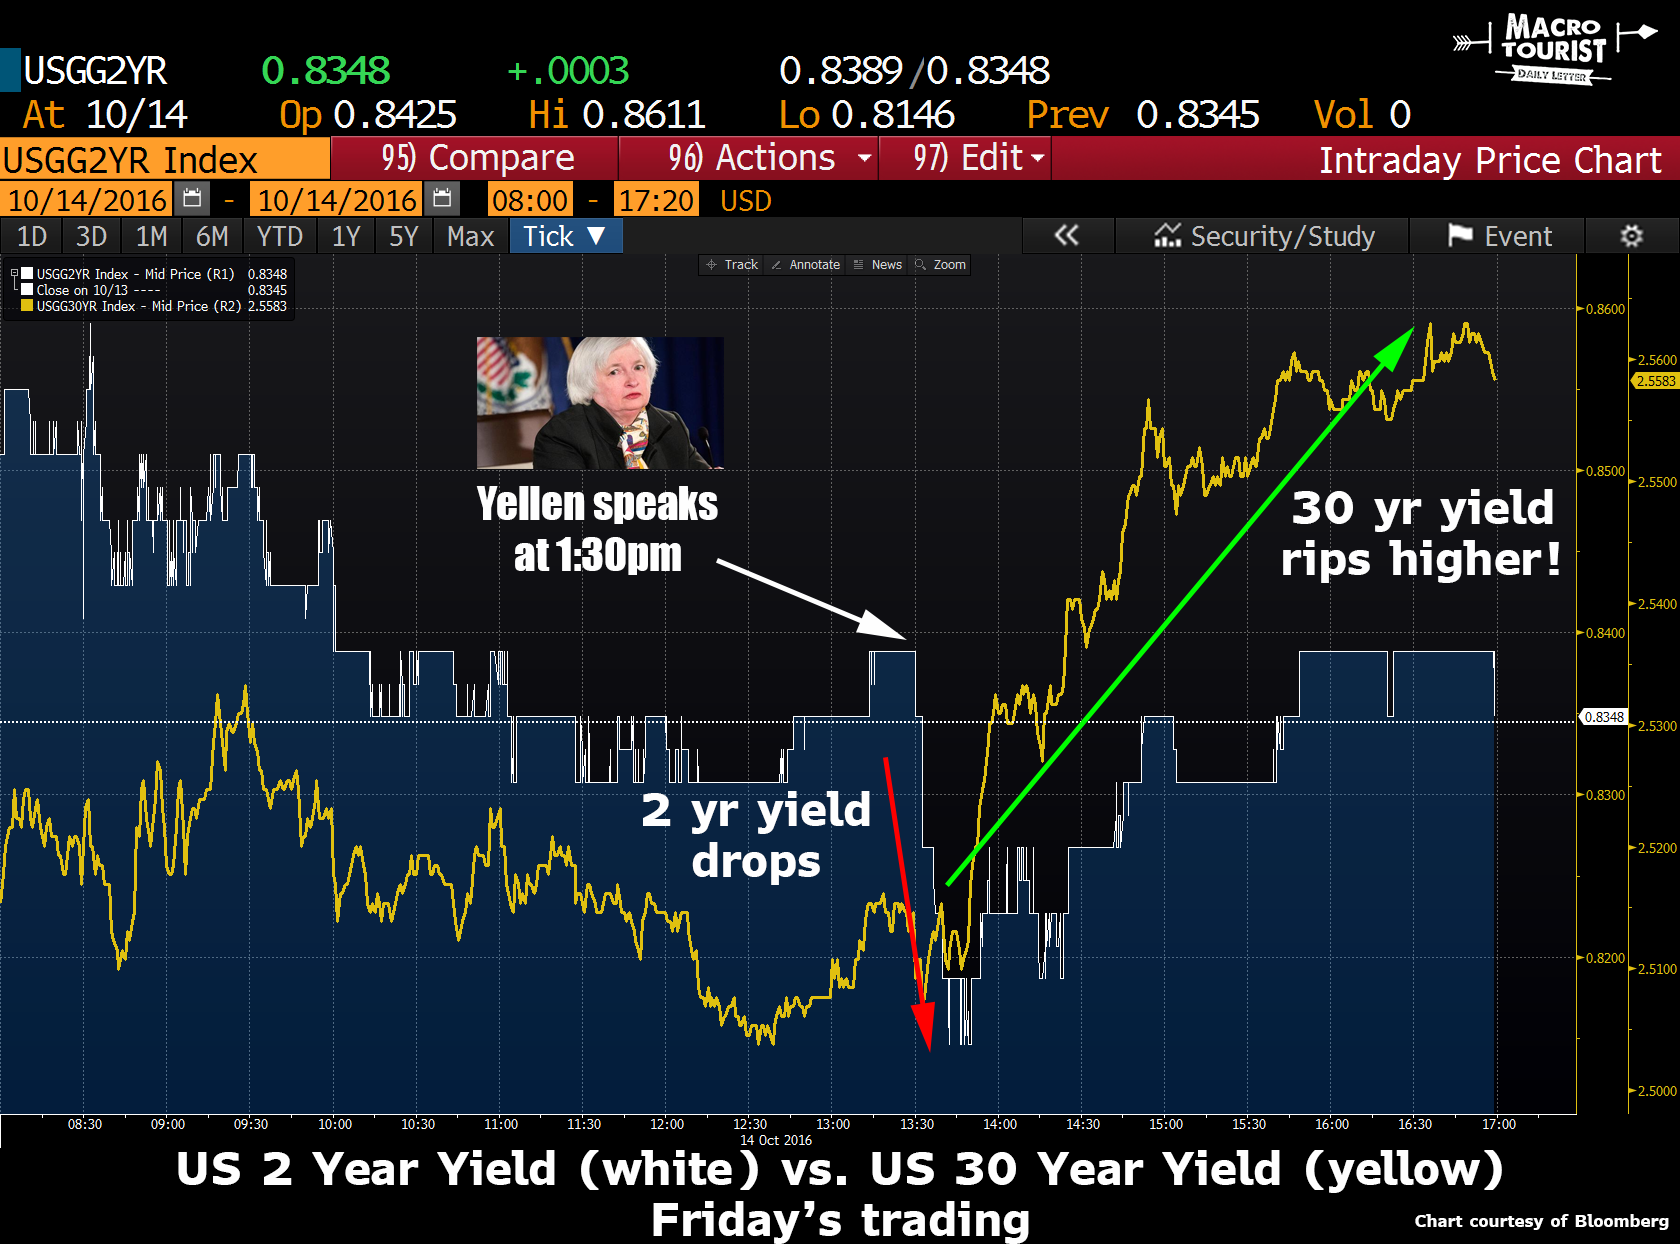 MACRO
TOURIST
DAILY LETTER
USGG2YR 0.8348 +.0003 0.8389/0.8348
At 10/14 Op 0.8425 Hi 0.8611 Lo 0.8146 Prev 0.8345 Vol 0
USGG2YR Index 95) Compare 96) Actions 97) Edit Intraday Price Chart
10/14/2016 - 10/14/2016 08:00 - 17:20 USD
1D 3D 1M 6M YTD 1Y 5Y Max Tick ▼ « Security/Study Event
Track Annotate News Zoom
USGG2YR Index - Mid Price (R1) 0.8348
Close on 10/13 ---- 0.8345
USGG30YR Index - Mid Price (R2) 2.5583
Yellen speaks
at 1:30pm
30 yr yield
rips higher!
2 yr yield
drops
0.8600
0.8500
0.8400
0.8348
0.8300
0.8200
2.5600
2.5583
2.5500
2.5400
2.5300
2.5200
2.5100
2.5000
08:30 09:00 09:30 10:00 10:30 11:00 11:30 12:00 12:30 13:00 13:30 14:00 14:30 15:00 15:30 16:00 16:30 17:00
14 Oct 2016
US 2 Year Yield (white) vs. US 30 Year Yield (yellow)
Friday's trading
Chart courtesy of Bloomberg